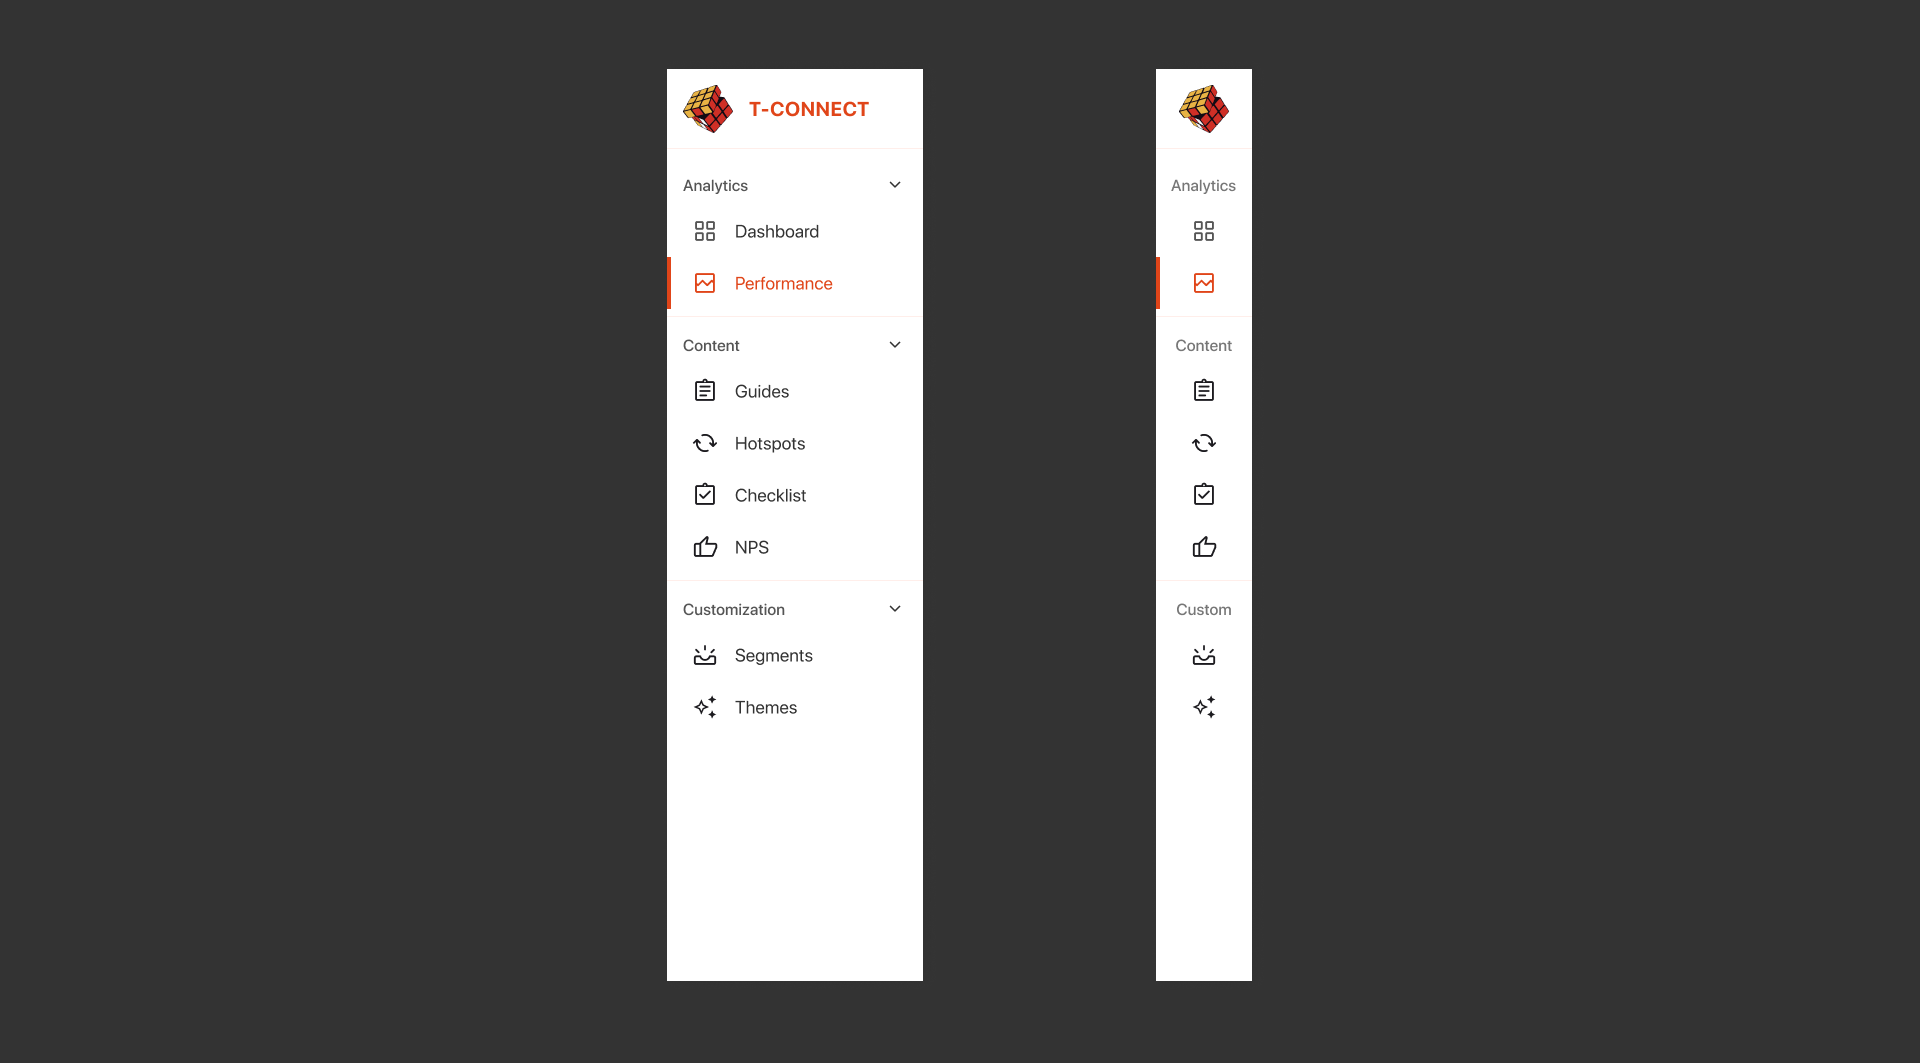 T-CONNECT
Analytics
Dashboard
Performance
Content
Guides
Hotspots
Checklist
NPS
Customization
Segments
Themes
Analytics
Content
Custom